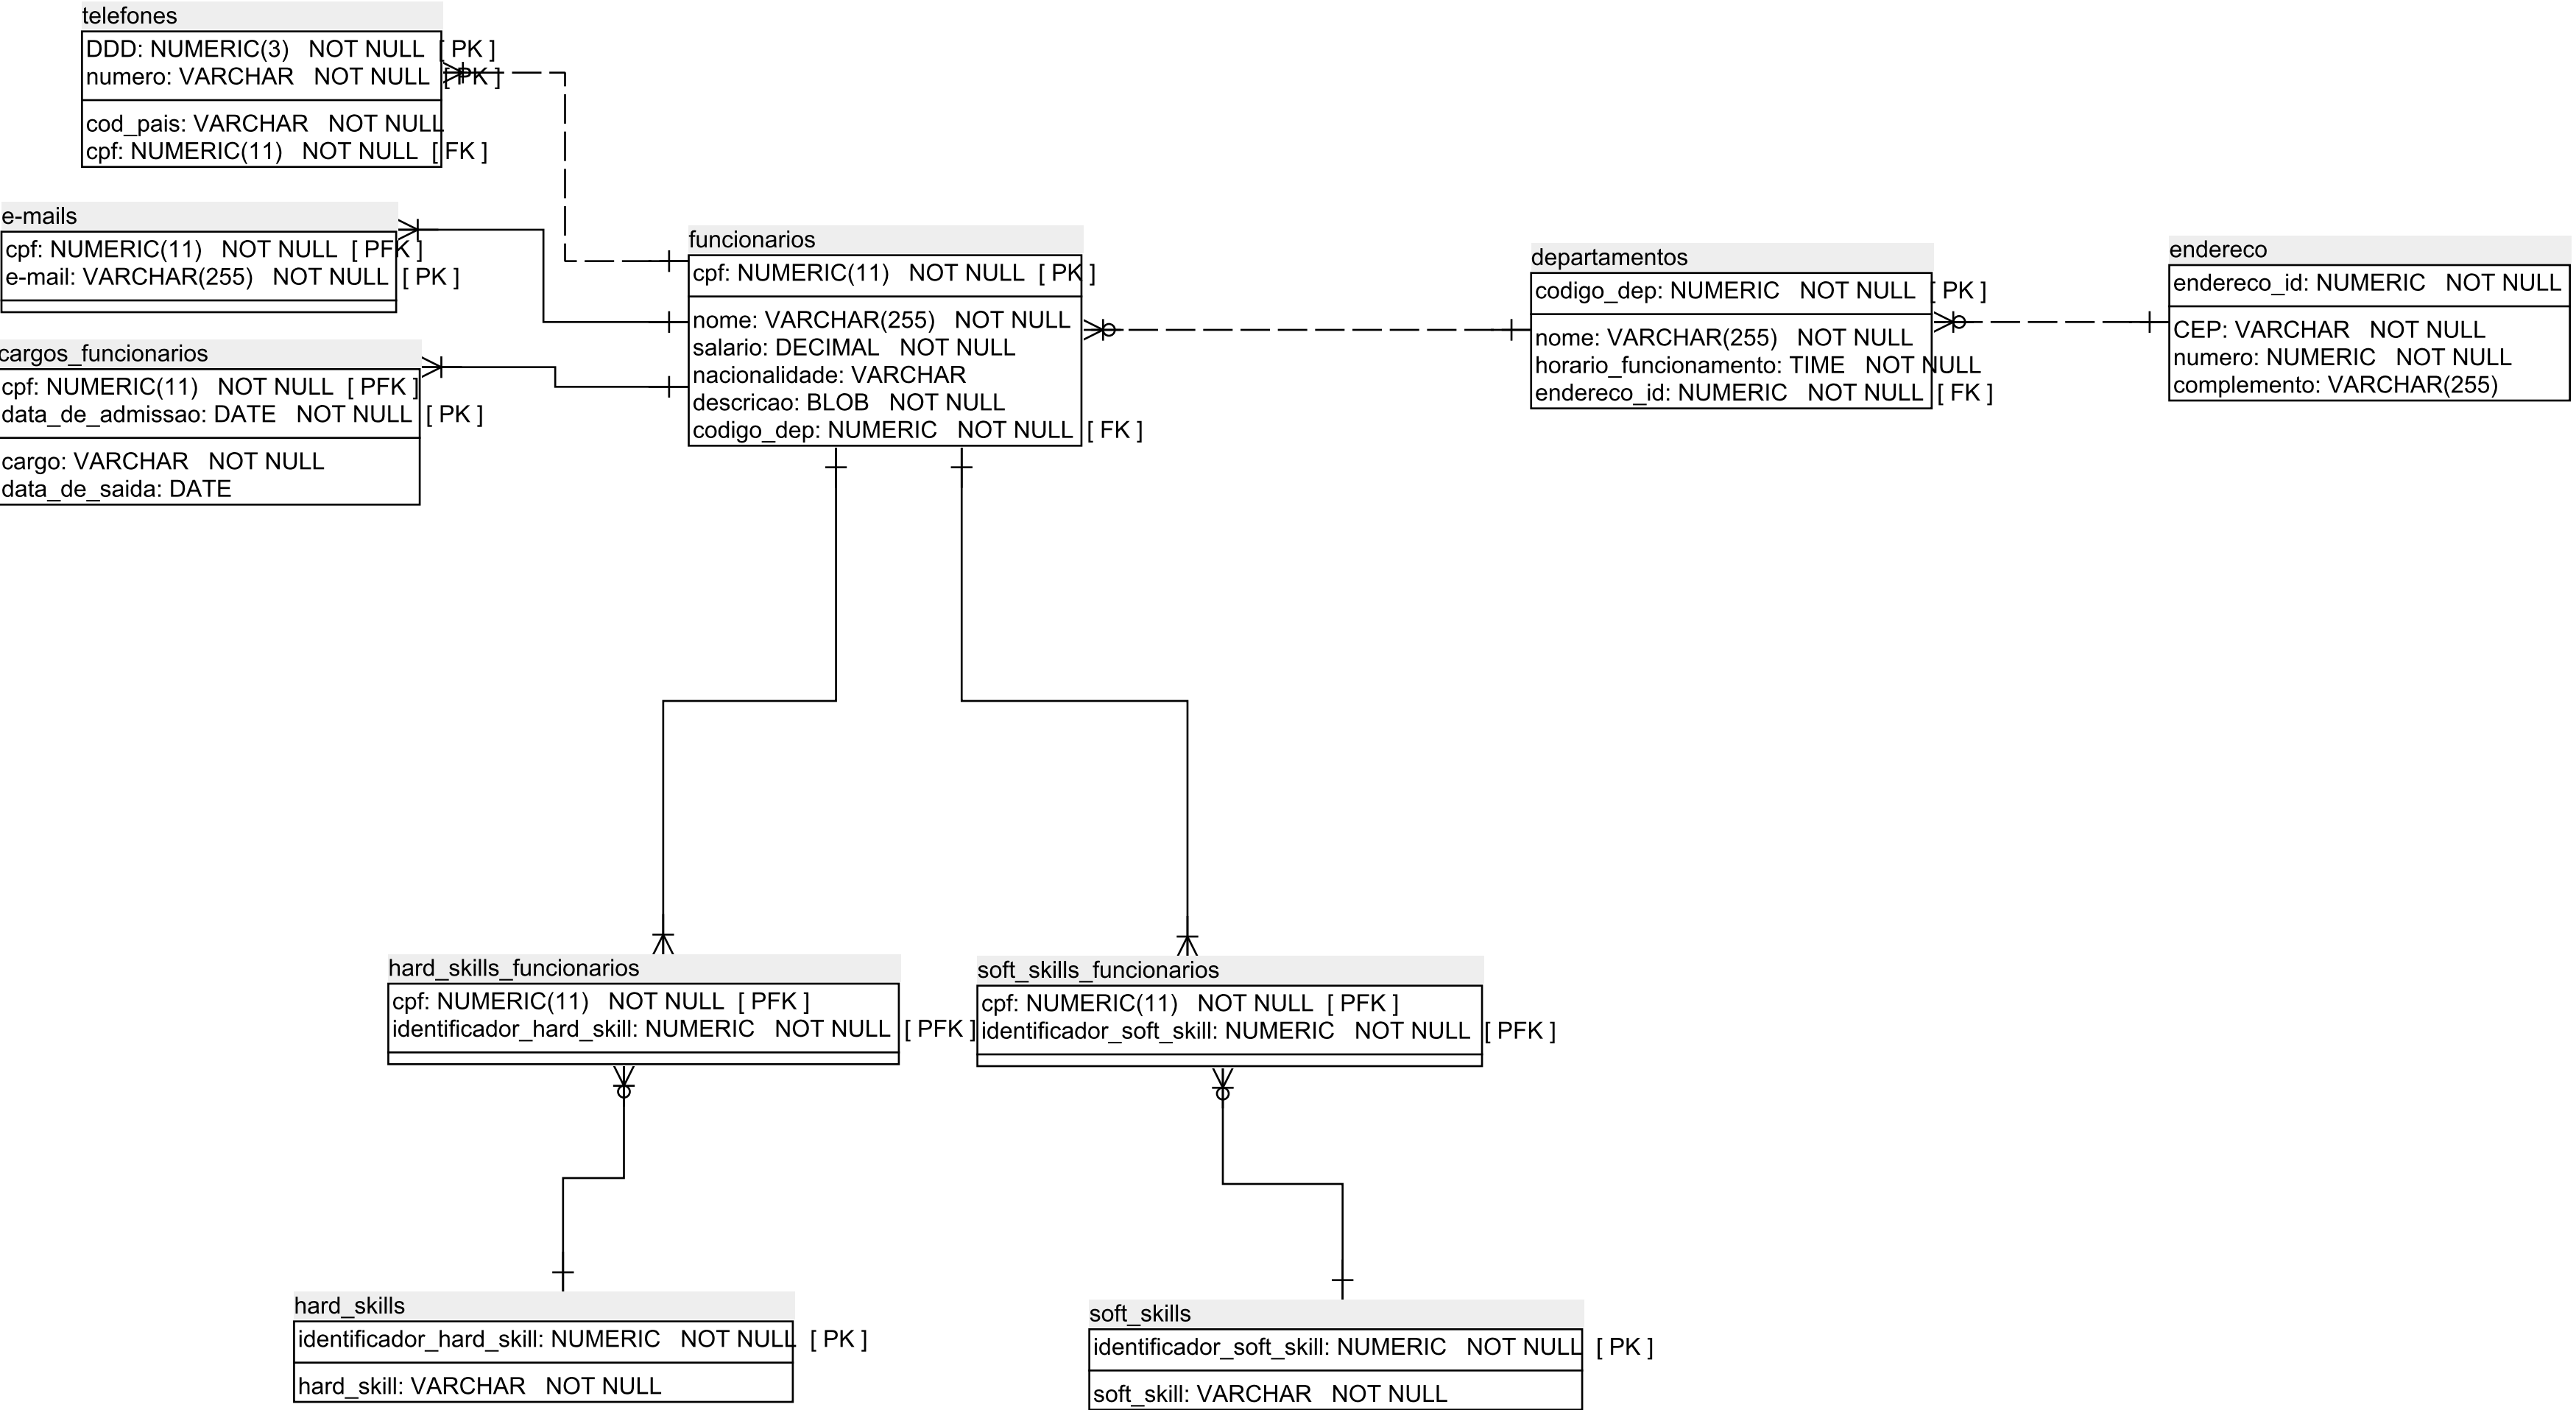 telefones
DDD: NUMERIC(3) NOT NULL [ PK ]
numero: VARCHAR NOT NULL [ PK ]
cod_pais: VARCHAR NOT NULL
cpf: NUMERIC(11) NOT NULL [ FK ]
e-mails
cpf: NUMERIC(11) NOT NULL [ PFK ]
e-mail: VARCHAR(255) NOT NULL [ PK ]
cargos_funcionarios
cpf: NUMERIC(11) NOT NULL [ PFK ]
data_de_admissao: DATE NOT NULL [ PK ]
cargo: VARCHAR NOT NULL
data_de_saida: DATE
funcionarios
cpf: NUMERIC(11) NOT NULL [ PK ]
nome: VARCHAR(255) NOT NULL
salario: DECIMAL NOT NULL
nacionalidade: VARCHAR
descricao: BLOB NOT NULL
codigo_dep: NUMERIC NOT NULL [ FK ]
departamentos
codigo_dep: NUMERIC NOT NULL [ PK ]
nome: VARCHAR(255) NOT NULL
horario_funcionamento: TIME NOT NULL
endereco_id: NUMERIC NOT NULL [ FK ]
endereco
endereco_id: NUMERIC NOT NULL
CEP: VARCHAR NOT NULL
numero: NUMERIC NOT NULL
complemento: VARCHAR(255)
hard_skills_funcionarios
cpf: NUMERIC(11) NOT NULL [ PFK ]
identificador_hard_skill: NUMERIC NOT NULL [ PFK ]
soft_skills_funcionarios
cpf: NUMERIC(11) NOT NULL [ PFK ]
identificador_soft_skill: NUMERIC NOT NULL [ PFK ]
hard_skills
identificador_hard_skill: NUMERIC NOT NULL [ PK ]
hard_skill: VARCHAR NOT NULL
soft_skills
identificador_soft_skill: NUMERIC NOT NULL [ PK ]
soft_skill: VARCHAR NOT NULL